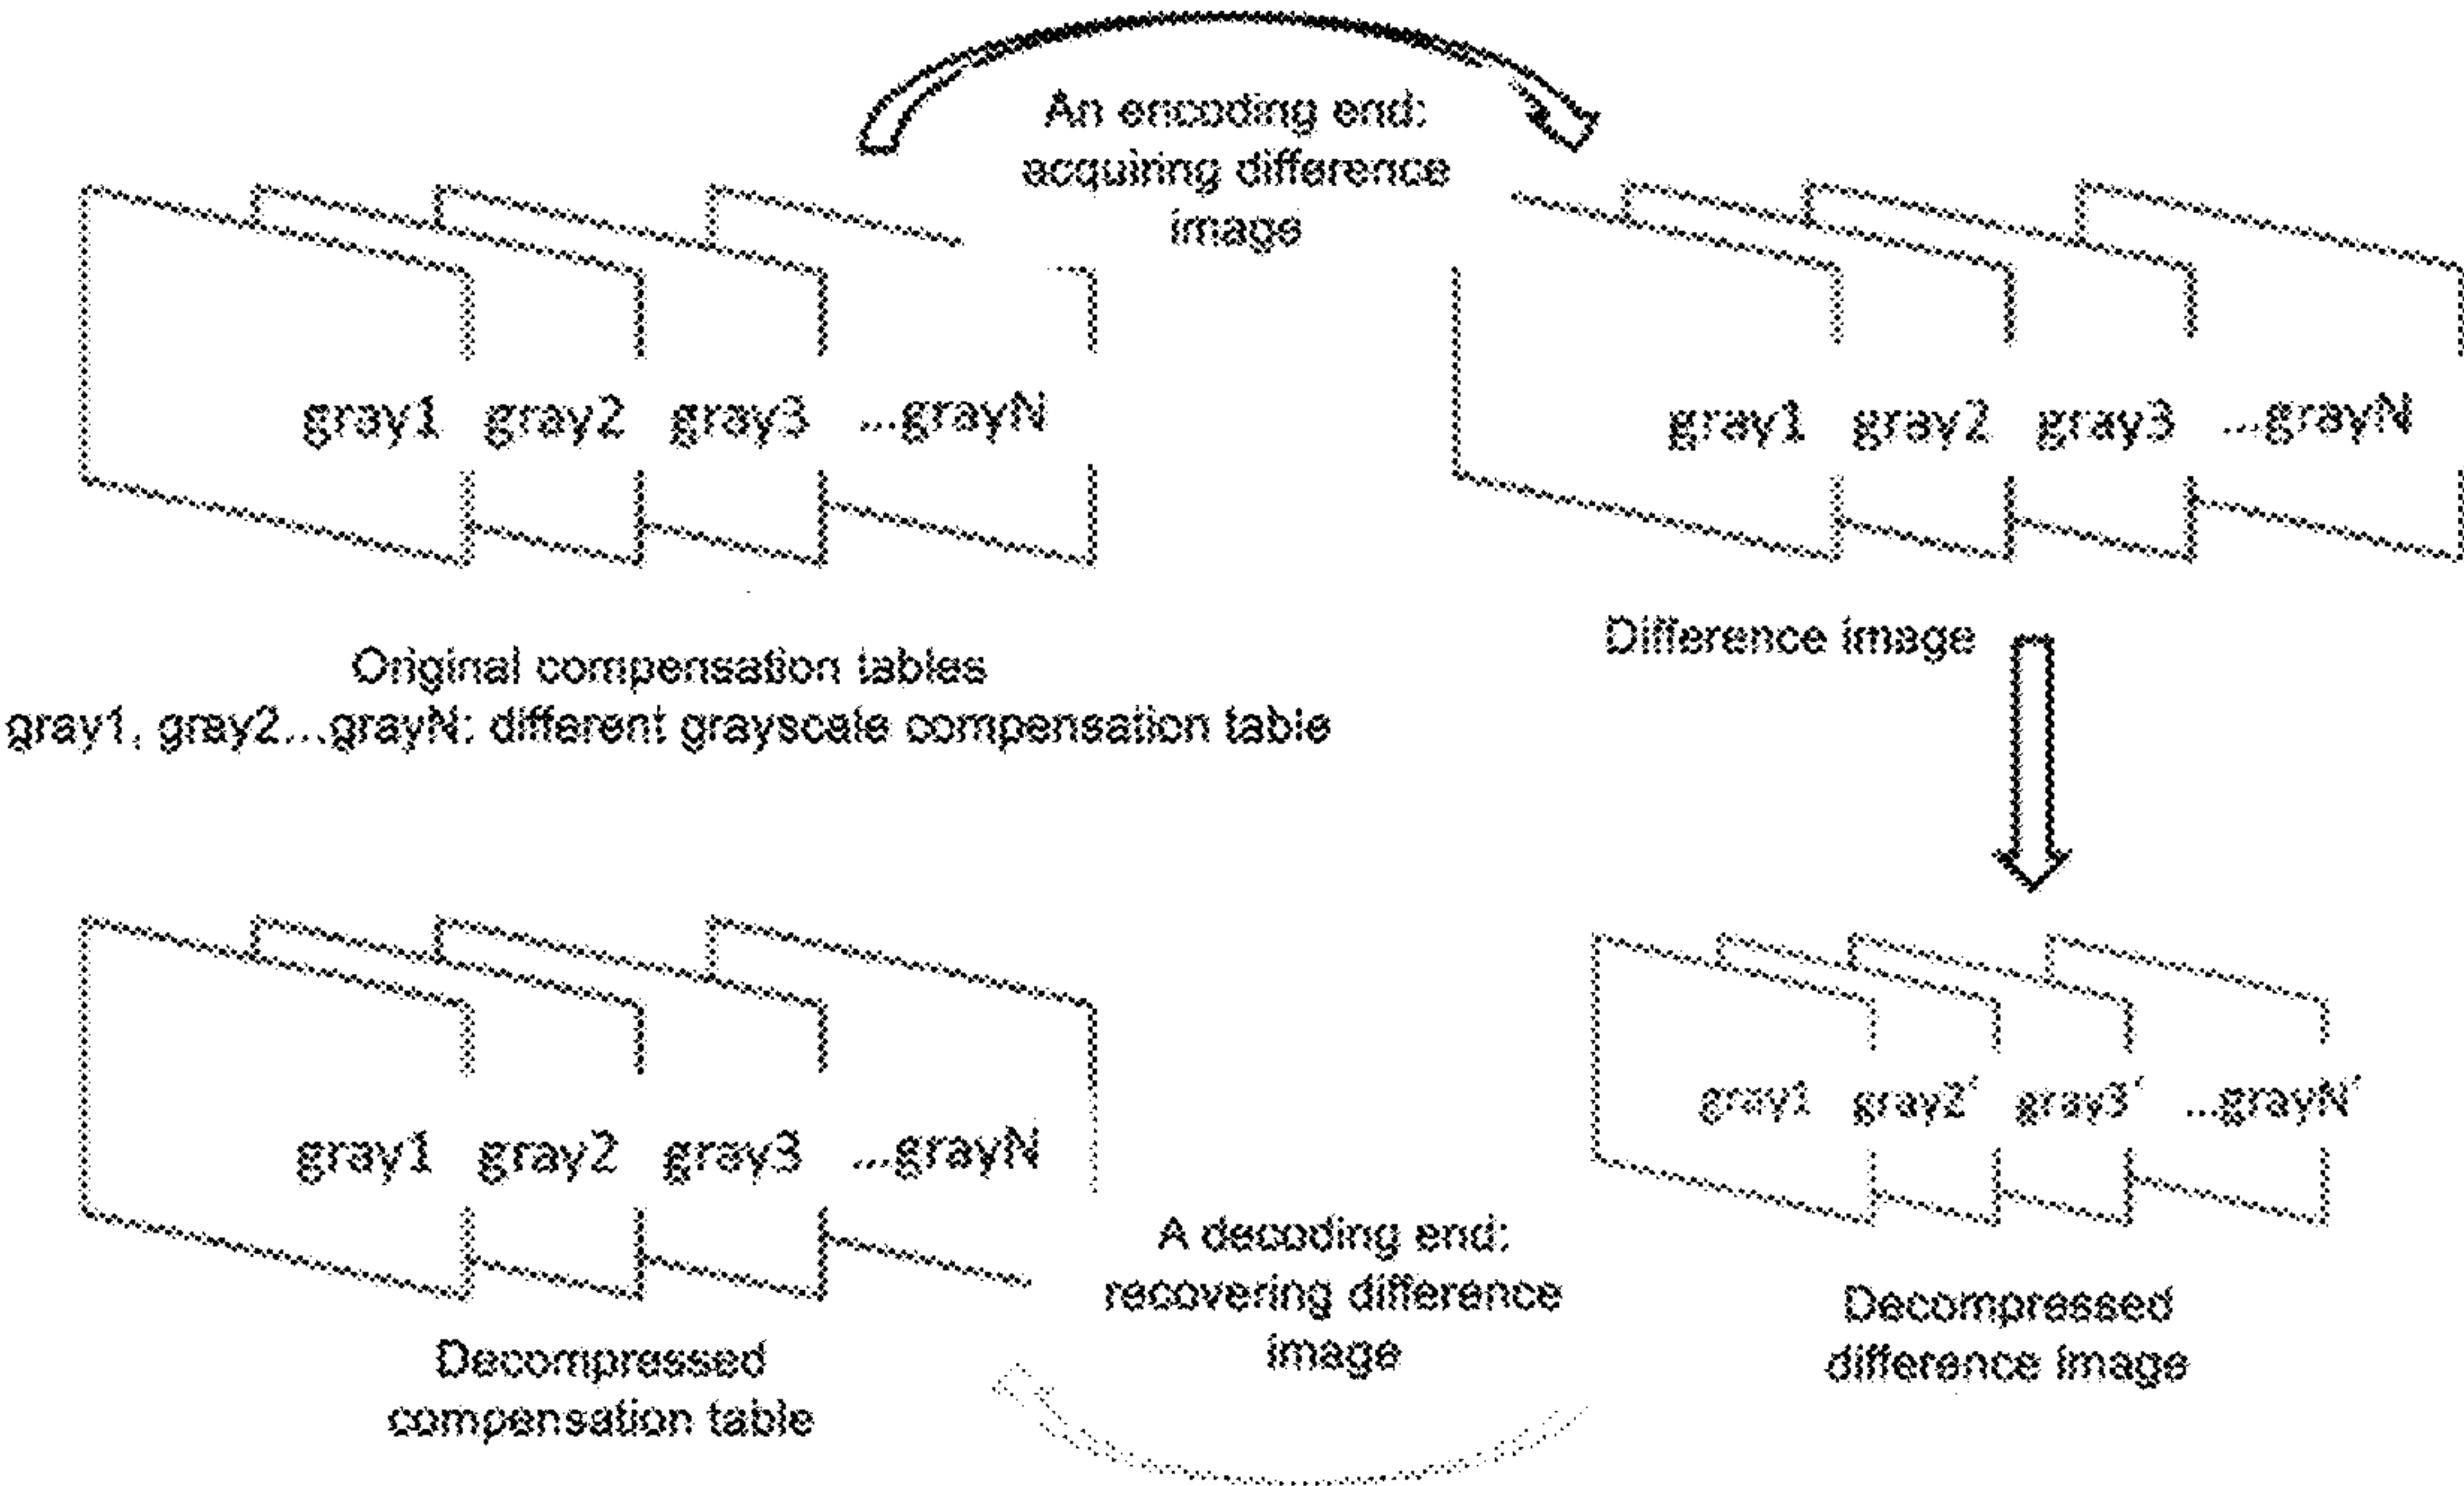 An encoding end:
acquiring difference
image
gray1 gray2 gray3 ...grayN
gray1 gray2 gray3 ...grayN
Original compensation tables
gray1, gray2...grayN: different grayscale compensation table
Difference image
gray1 gray2 gray3 ...grayN
gray1 gray2´ gray3´ ...grayN´
A decoding end:
recovering difference
image
Decompressed
compensation table
Decompressed
difference image